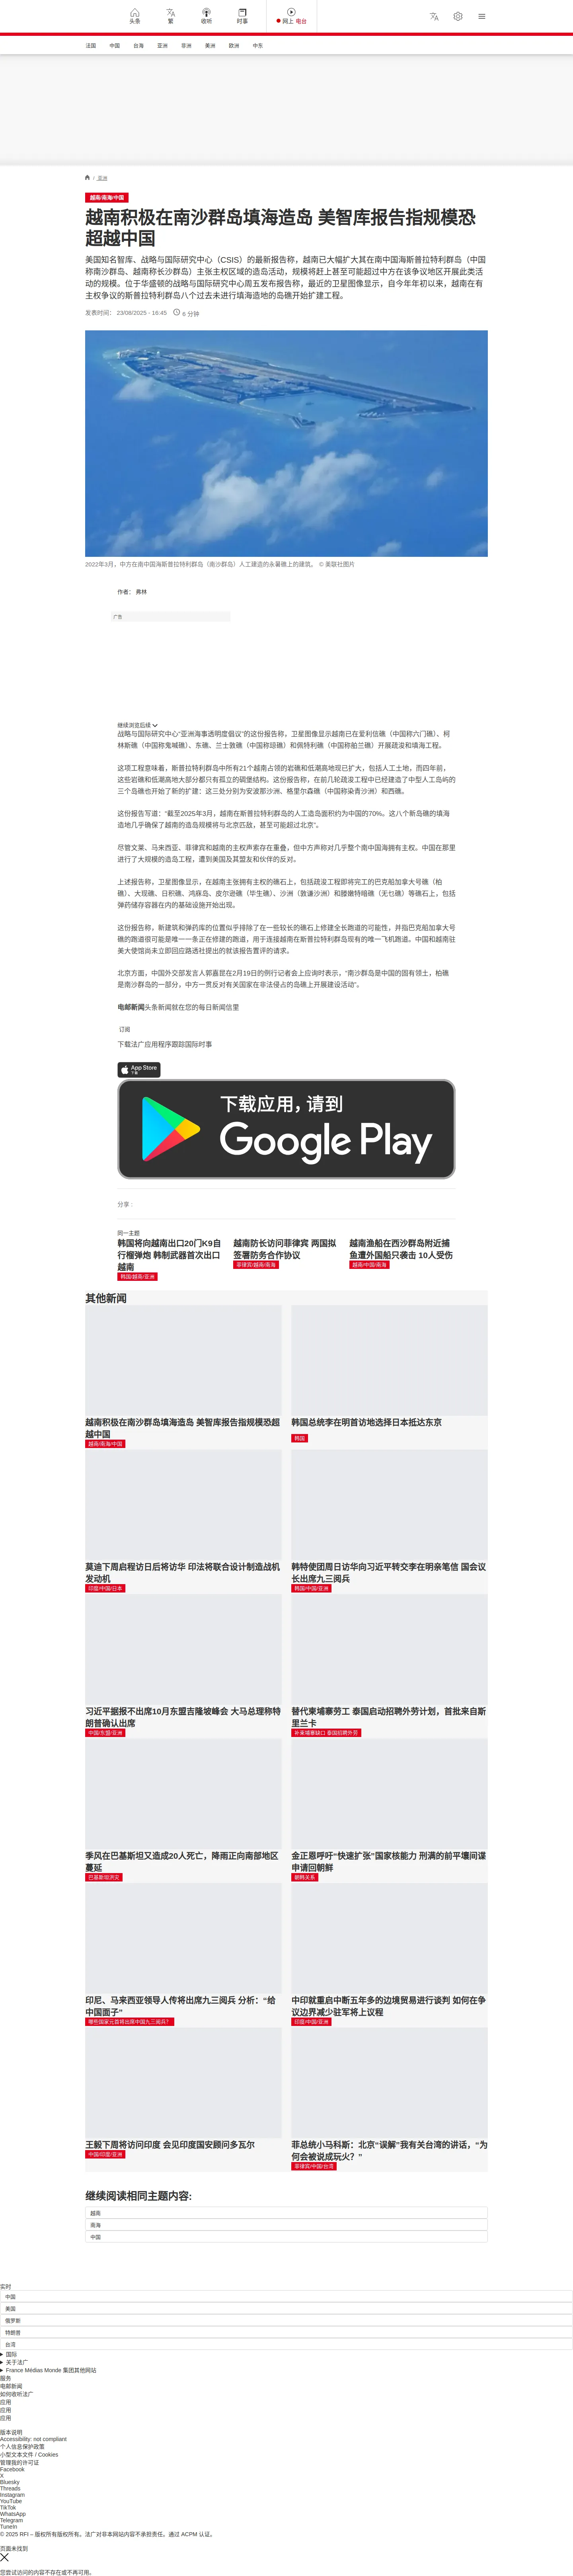 头条
繁
收听
时事
网上 电台
法国 中国 台海 亚洲 非洲 美洲 欧洲 中东
/ 亚洲
越南/南海/中国
越南积极在南沙群岛填海造岛 美智库报告指规模恐
超越中国
美国知名智库、战略与国际研究中心（CSIS）的最新报告称，越南已大幅扩大其在南中国海斯普拉特利群岛（中国
称南沙群岛、越南称长沙群岛）主张主权区域的造岛活动，规模将赶上甚至可能超过中方在该争议地区开展此类活
动的规模。位于华盛顿的战略与国际研究中心周五发布报告称，最近的卫星图像显示，自今年年初以来，越南在有
主权争议的斯普拉特利群岛八个过去未进行填海造地的岛礁开始扩建工程。
发表时间： 23/08/2025 - 16:45
6 分钟
2022年3月，中方在南中国海斯普拉特利群岛（南沙群岛）人工建造的永暑礁上的建筑。 © 美联社图片
作者： 弗林
广告
继续浏览后续
战略与国际研究中心“亚洲海事透明度倡议”的这份报告称，卫星图像显示越南已在爱利信礁（中国称六门礁）、柯
林斯礁（中国称鬼喊礁）、东礁、兰士敦礁（中国称琼礁）和佩特利礁（中国称舶兰礁）开展疏浚和填海工程。
这项工程意味着，斯普拉特利群岛中所有21个越南占领的岩礁和低潮高地现已扩大，包括人工土地，而四年前，
这些岩礁和低潮高地大部分都只有孤立的碉堡结构。这份报告称，在前几轮疏浚工程中已经建造了中型人工岛屿的
三个岛礁也开始了新的扩建：这三处分别为安波那沙洲、格里尔森礁（中国称染青沙洲）和西礁。
这份报告写道：“截至2025年3月，越南在斯普拉特利群岛的人工造岛面积约为中国的70%。这八个新岛礁的填海
造地几乎确保了越南的造岛规模将与北京匹敌，甚至可能超过北京”。
尽管文莱、马来西亚、菲律宾和越南的主权声索存在重叠，但中方声称对几乎整个南中国海拥有主权。中国在那里
进行了大规模的造岛工程，遭到美国及其盟友和伙伴的反对。
上述报告称，卫星图像显示，在越南主张拥有主权的礁石上，包括疏浚工程即将完工的巴克船加拿大号礁（柏
礁）、大现礁、日积礁、鸿庥岛、皮尔逊礁（毕生礁）、沙洲（敦谦沙洲）和滕嫩特暗礁（无乜礁）等礁石上，包括
弹药储存容器在内的基础设施开始出现。
这份报告称，新建筑和弹药库的位置似乎排除了在一些较长的礁石上修建全长跑道的可能性，并指巴克船加拿大号
礁的跑道很可能是唯一一条正在修建的跑道，用于连接越南在斯普拉特利群岛现有的唯一飞机跑道。中国和越南驻
美大使馆尚未立即回应路透社提出的就该报告置评的请求。
北京方面，中国外交部发言人郭嘉昆在2月19日的例行记者会上应询时表示，“南沙群岛是中国的固有领土，柏礁
是南沙群岛的一部分，中方一贯反对有关国家在非法侵占的岛礁上开展建设活动”。
电邮新闻头条新闻就在您的每日新闻信里
订阅
下载法广应用程序跟踪国际时事
App Store
下载
下载应用，请到
Google Play
分享 :
同一主题
韩国将向越南出口20门K9自
行榴弹炮 韩制武器首次出口
越南
韩国/越南/亚洲
越南防长访问菲律宾 两国拟
签署防务合作协议
菲律宾/越南/南海
越南渔船在西沙群岛附近捕
鱼遭外国船只袭击 10人受伤
越南/中国/南海
其他新闻
越南积极在南沙群岛填海造岛 美智库报告指规模恐超
越中国
越南/南海/中国
韩国总统李在明首访地选择日本抵达东京
韩国
莫迪下周启程访日后将访华 印法将联合设计制造战机
发动机
印度/中国/日本
韩特使团周日访华向习近平转交李在明亲笔信 国会议
长出席九三阅兵
韩国/中国/亚洲
习近平据报不出席10月东盟吉隆坡峰会 大马总理称特
朗普确认出席
中国/东盟/亚洲
替代柬埔寨劳工 泰国启动招聘外劳计划，首批来自斯
里兰卡
补柬埔寨缺口 泰国招聘外劳
季风在巴基斯坦又造成20人死亡，降雨正向南部地区
蔓延
巴基斯坦洪灾
金正恩呼吁“快速扩张”国家核能力 刑满的前平壤间谍
申请回朝鲜
朝韩关系
印尼、马来西亚领导人传将出席九三阅兵 分析：“给
中国面子”
哪些国家元首将出席中国九三阅兵？
中印就重启中断五年多的边境贸易进行谈判 如何在争
议边界减少驻军将上议程
印度/中国/亚洲
王毅下周将访问印度 会见印度国安顾问多瓦尔
中国/印度/亚洲
菲总统小马科斯：北京“误解”我有关台湾的讲话，“为
何会被说成玩火？”
菲律宾/中国/台湾
继续阅读相同主题内容:
越南
南海
中国
实时
中国
美国
俄罗斯
特朗普
台湾
国际
关于法广
France Médias Monde 集团其他网站
服务
电邮新闻
如何收听法广
应用
应用
应用
版本说明
Accessibility: not compliant
个人信息保护政策
小型文本文件 / Cookies
管理我的许可证
Facebook
X
Bluesky
Threads
Instagram
YouTube
TikTok
WhatsApp
Telegram
TuneIn
© 2025 RFI – 版权所有版权所有。法广对非本网站内容不承担责任。通过 ACPM 认证。
页面未找到
您尝试访问的内容不存在或不再可用。